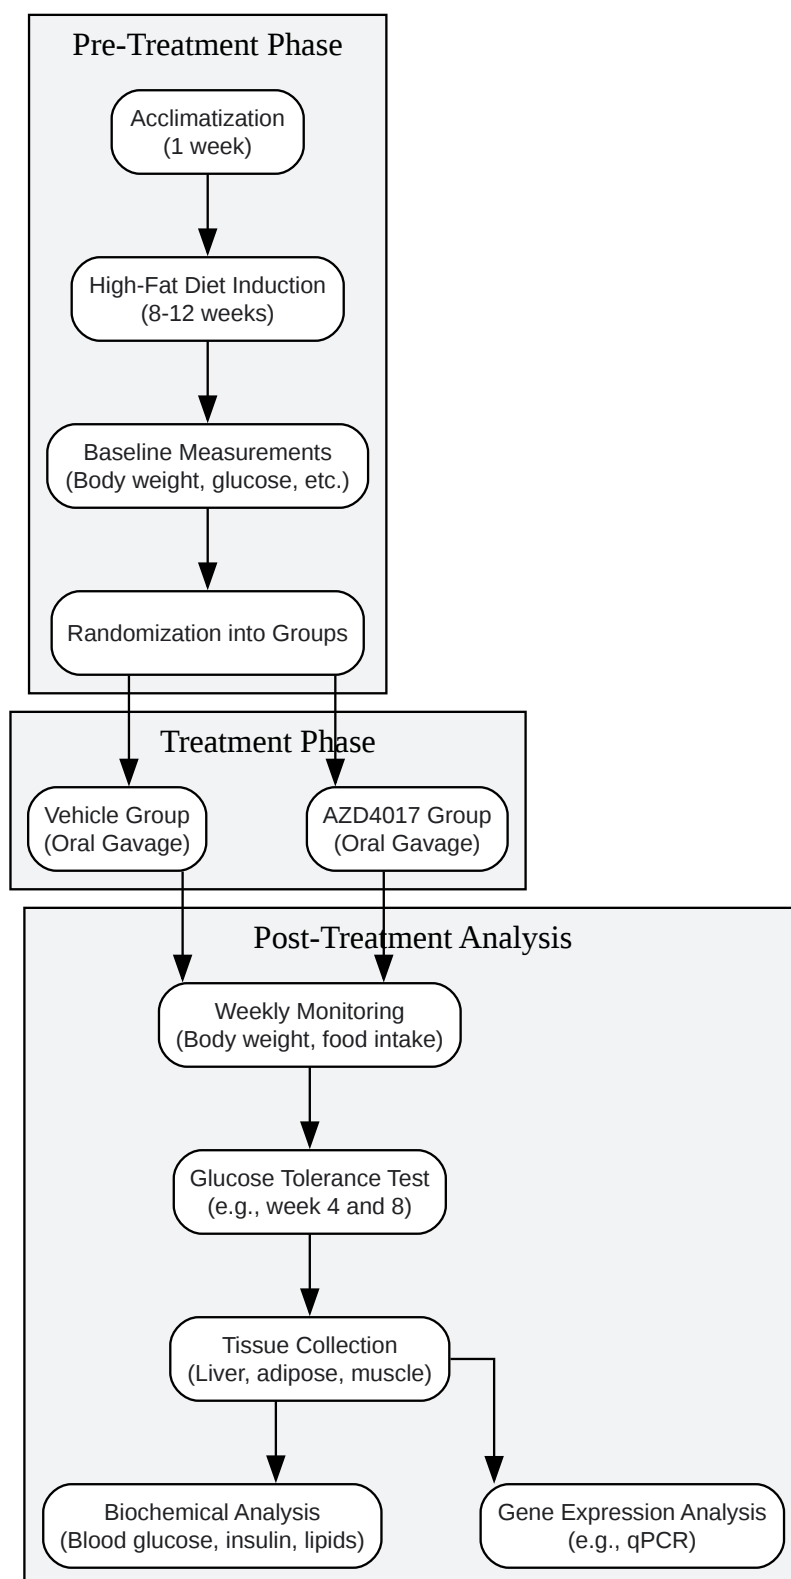 Pre-Treatment Phase
Acclimatization
(1 week)
High-Fat Diet Induction
(8-12 weeks)
Baseline Measurements
(Body weight, glucose, etc.)
Randomization into Groups
Treatment Phase
Vehicle Group
(Oral Gavage)
AZD4017 Group
(Oral Gavage)
Post-Treatment Analysis
Weekly Monitoring
(Body weight, food intake)
Glucose Tolerance Test
(e.g., week 4 and 8)
Tissue Collection
(Liver, adipose, muscle)
Biochemical Analysis
(Blood glucose, insulin, lipids)
Gene Expression Analysis
(e.g., qPCR)